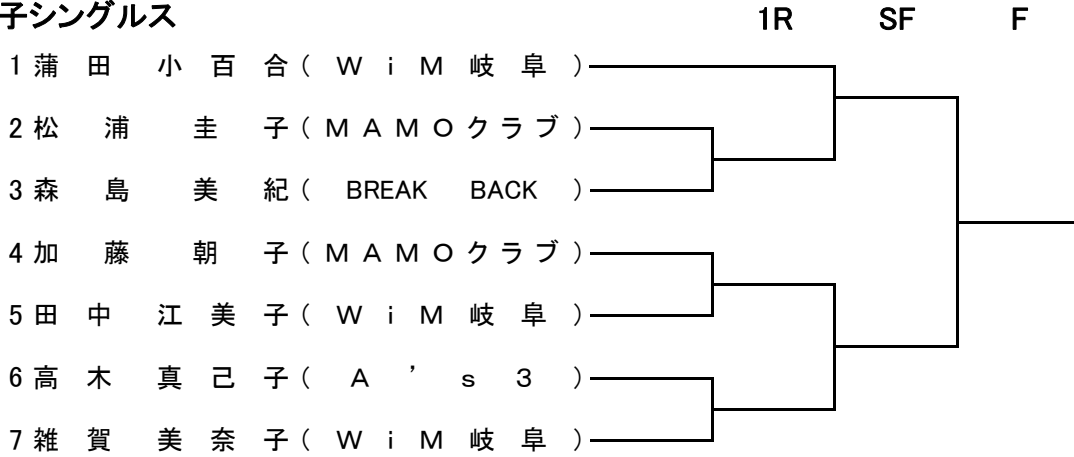 子シングルス 1R SF F
1 蒲田 小百合(WiM岐阜)
2 松浦 圭子(MAMOクラブ)
3 森島 美紀(BREAK BACK)
4 加藤 朝子(MAMOクラブ)
5 田中 江美子(WiM岐阜)
6 高木 真己子(A's3)
7 雑賀 美奈子(WiM岐阜)